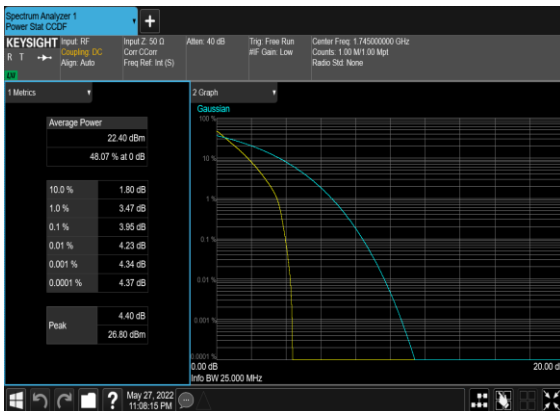 Spectrum Analyzer 1
Power Stat CCDF
KEYSIGHT
R T
LV
Input: RF
Coupling: DC
Align: Auto
Input Z: 50 Ω
Corr CCorr
Freq Ref: Int (S)
Atten: 40 dB
Trig: Free Run
#IF Gain: Low
Center Freq: 1.745000000 GHz
Counts: 1.00 M/1.00 Mpt
Radio Std: None
1 Metrics
Average Power
22.40 dBm
48.07 % at 0 dB
10.0 % 1.80 dB
1.0 % 3.47 dB
0.1 % 3.95 dB
0.01 % 4.23 dB
0.001 % 4.34 dB
0.0001 % 4.37 dB
Peak
4.40 dB
26.80 dBm
2 Graph
Gaussian
100 %
10 %
1 %
0.1 %
0.01 %
0.001 %
0.0001 %
0.00 dB
20.00 d
Info BW 25.000 MHz
May 27, 2022
11:06:15 PM